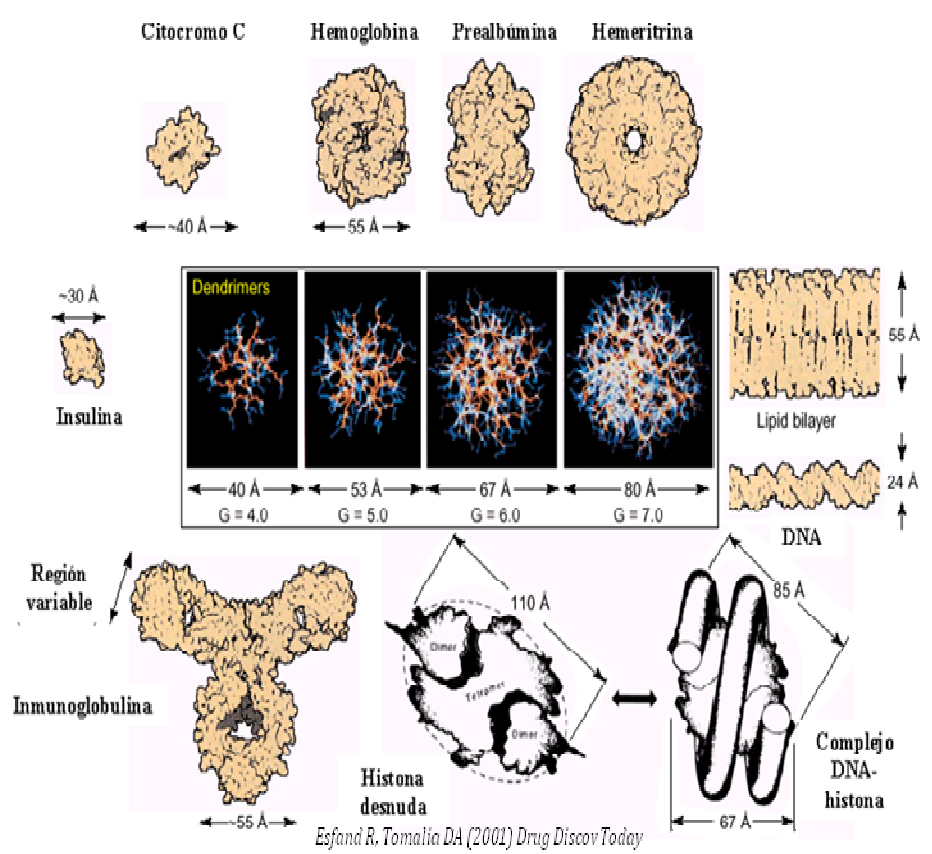 Citocromo C
Hemoglobina
Prealbúmina
Hemeritrina
~40 Å
55 Å
~30 Å
Insulina
Dendrimers
40 Å
53 Å
67 Å
80 Å
G = 4.0
G = 5.0
G = 6.0
G = 7.0
55 Å
Lipid bilayer
24 Å
DNA
Región
variable
Inmunoglobulina
~55 Å
110 Å
Dimer
Tetramer
Dimer
Histona
desnuda
85 Å
67 Å
Complejo
DNA-
histona
Esfand R, Tomalia DA (2001) Drug Discov Today